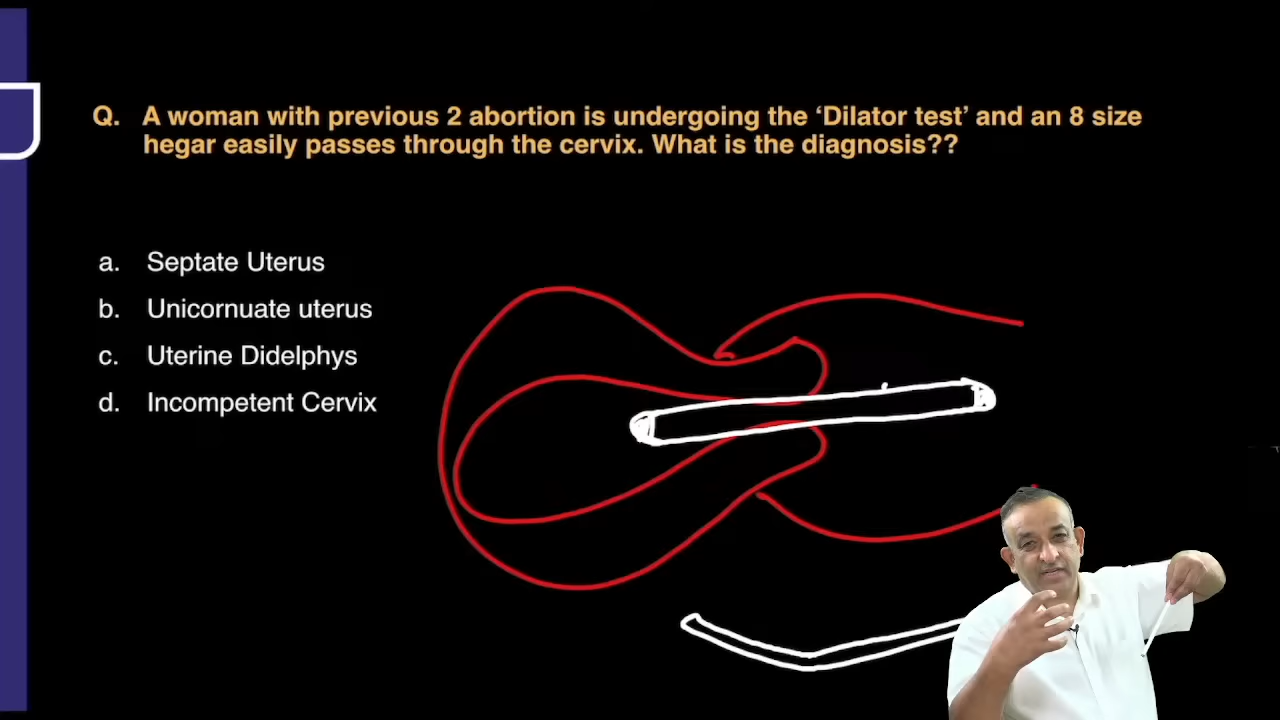 Q. A woman with previous 2 abortion is undergoing the ‘Dilator test’ and an 8 size
hegar easily passes through the cervix. What is the diagnosis??
a. Septate Uterus
b. Unicornuate uterus
c. Uterine Didelphys
d. Incompetent Cervix